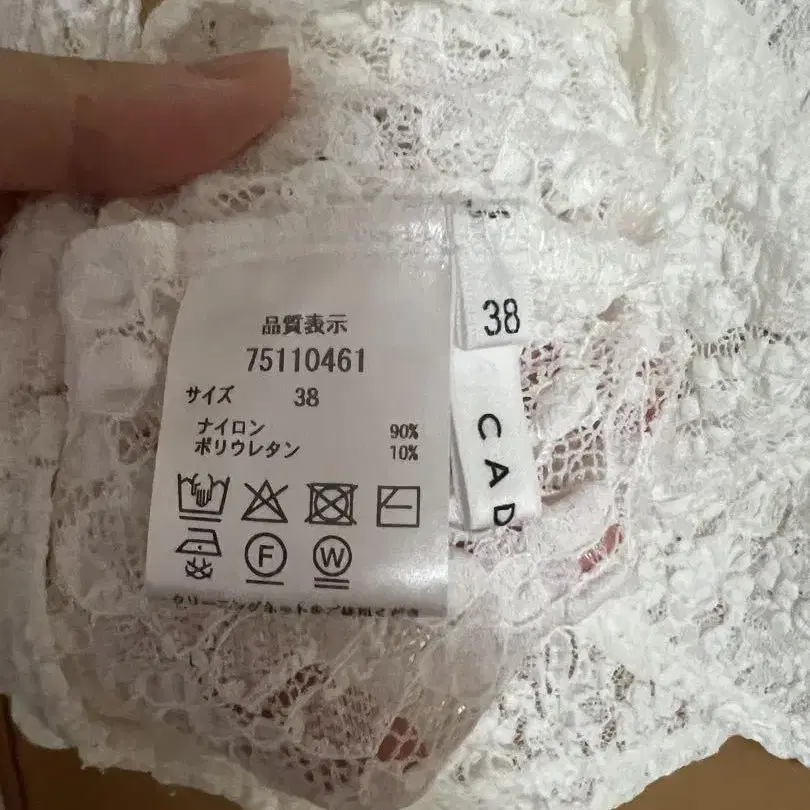 品質表示
75110461
サイズ 38
ナイロン 90%
ポリウレタン 10%
F W
38
CAD